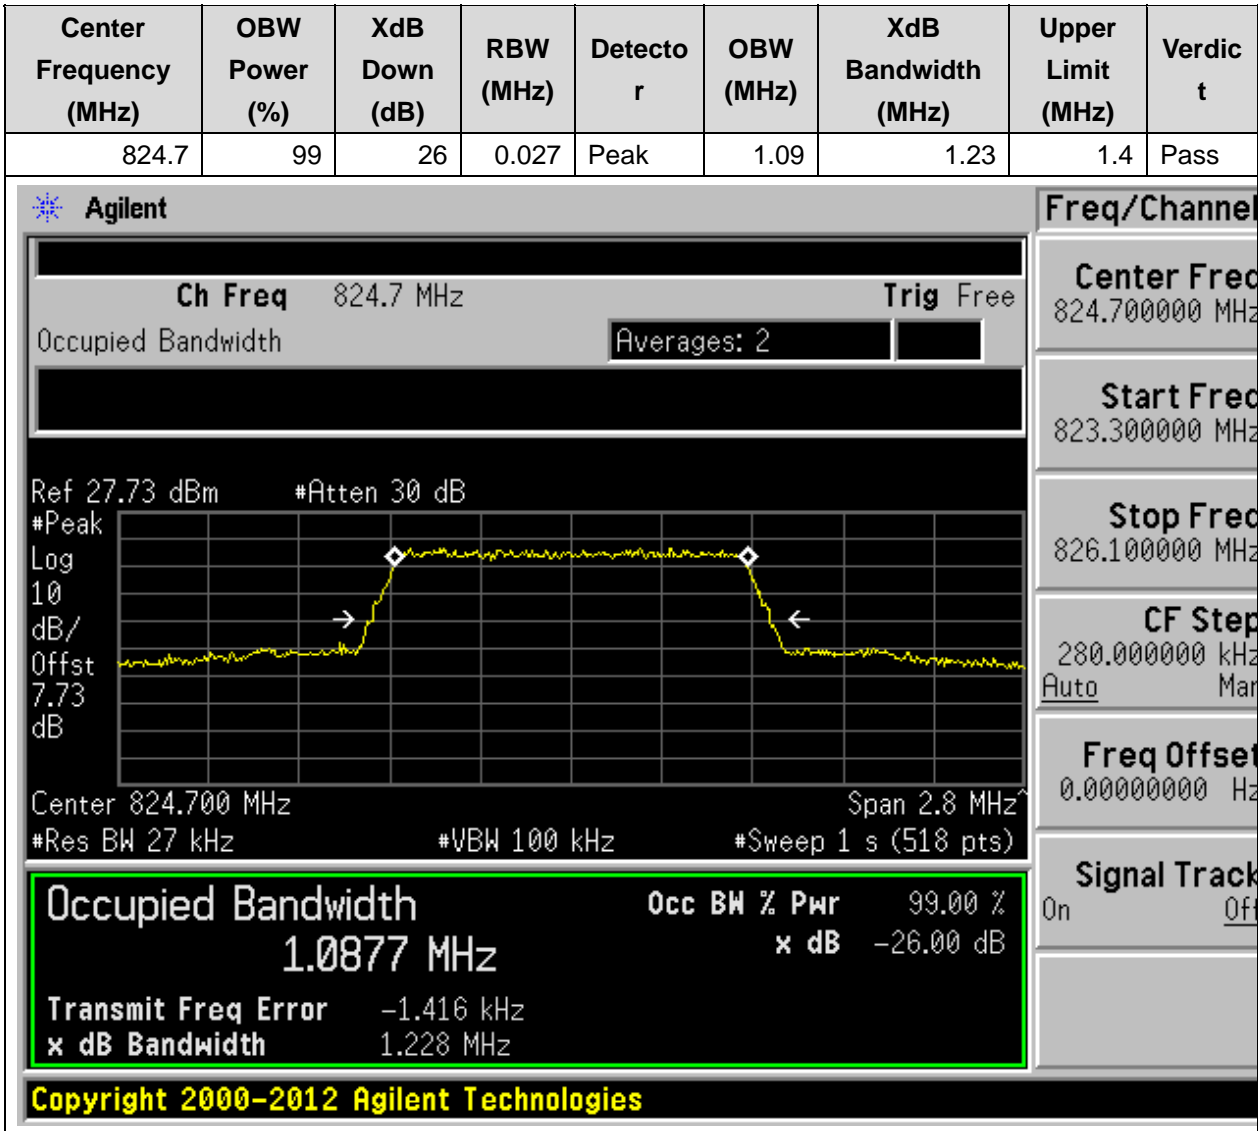 Center Frequency (MHz) OBW Power (%) XdB Down (dB) RBW (MHz) Detecto r OBW (MHz) XdB Bandwidth (MHz) Upper Limit (MHz) Verdic t
824.7 99 26 0.027 Peak 1.09 1.23 1.4 Pass
Agilent
Freq/Channel
Ch Freq 824.7 MHz Trig Free
Occupied Bandwidth Averages: 2
Center Freq
824.700000 MHz
Start Freq
823.300000 MHz
Stop Freq
826.100000 MHz
CF Step
280.000000 kHz
Auto Man
Freq Offset
0.00000000 Hz
Signal Track
On Off
Ref 27.73 dBm #Atten 30 dB
#Peak
Log
10
dB/
Offst
7.73
dB
Center 824.700 MHz Span 2.8 MHz^
#Res BW 27 kHz #VBW 100 kHz #Sweep 1 s (518 pts)
Occupied Bandwidth Occ BW % Pwr 99.00 %
1.0877 MHz x dB -26.00 dB
Transmit Freq Error -1.416 kHz
x dB Bandwidth 1.228 MHz
Copyright 2000-2012 Agilent Technologies